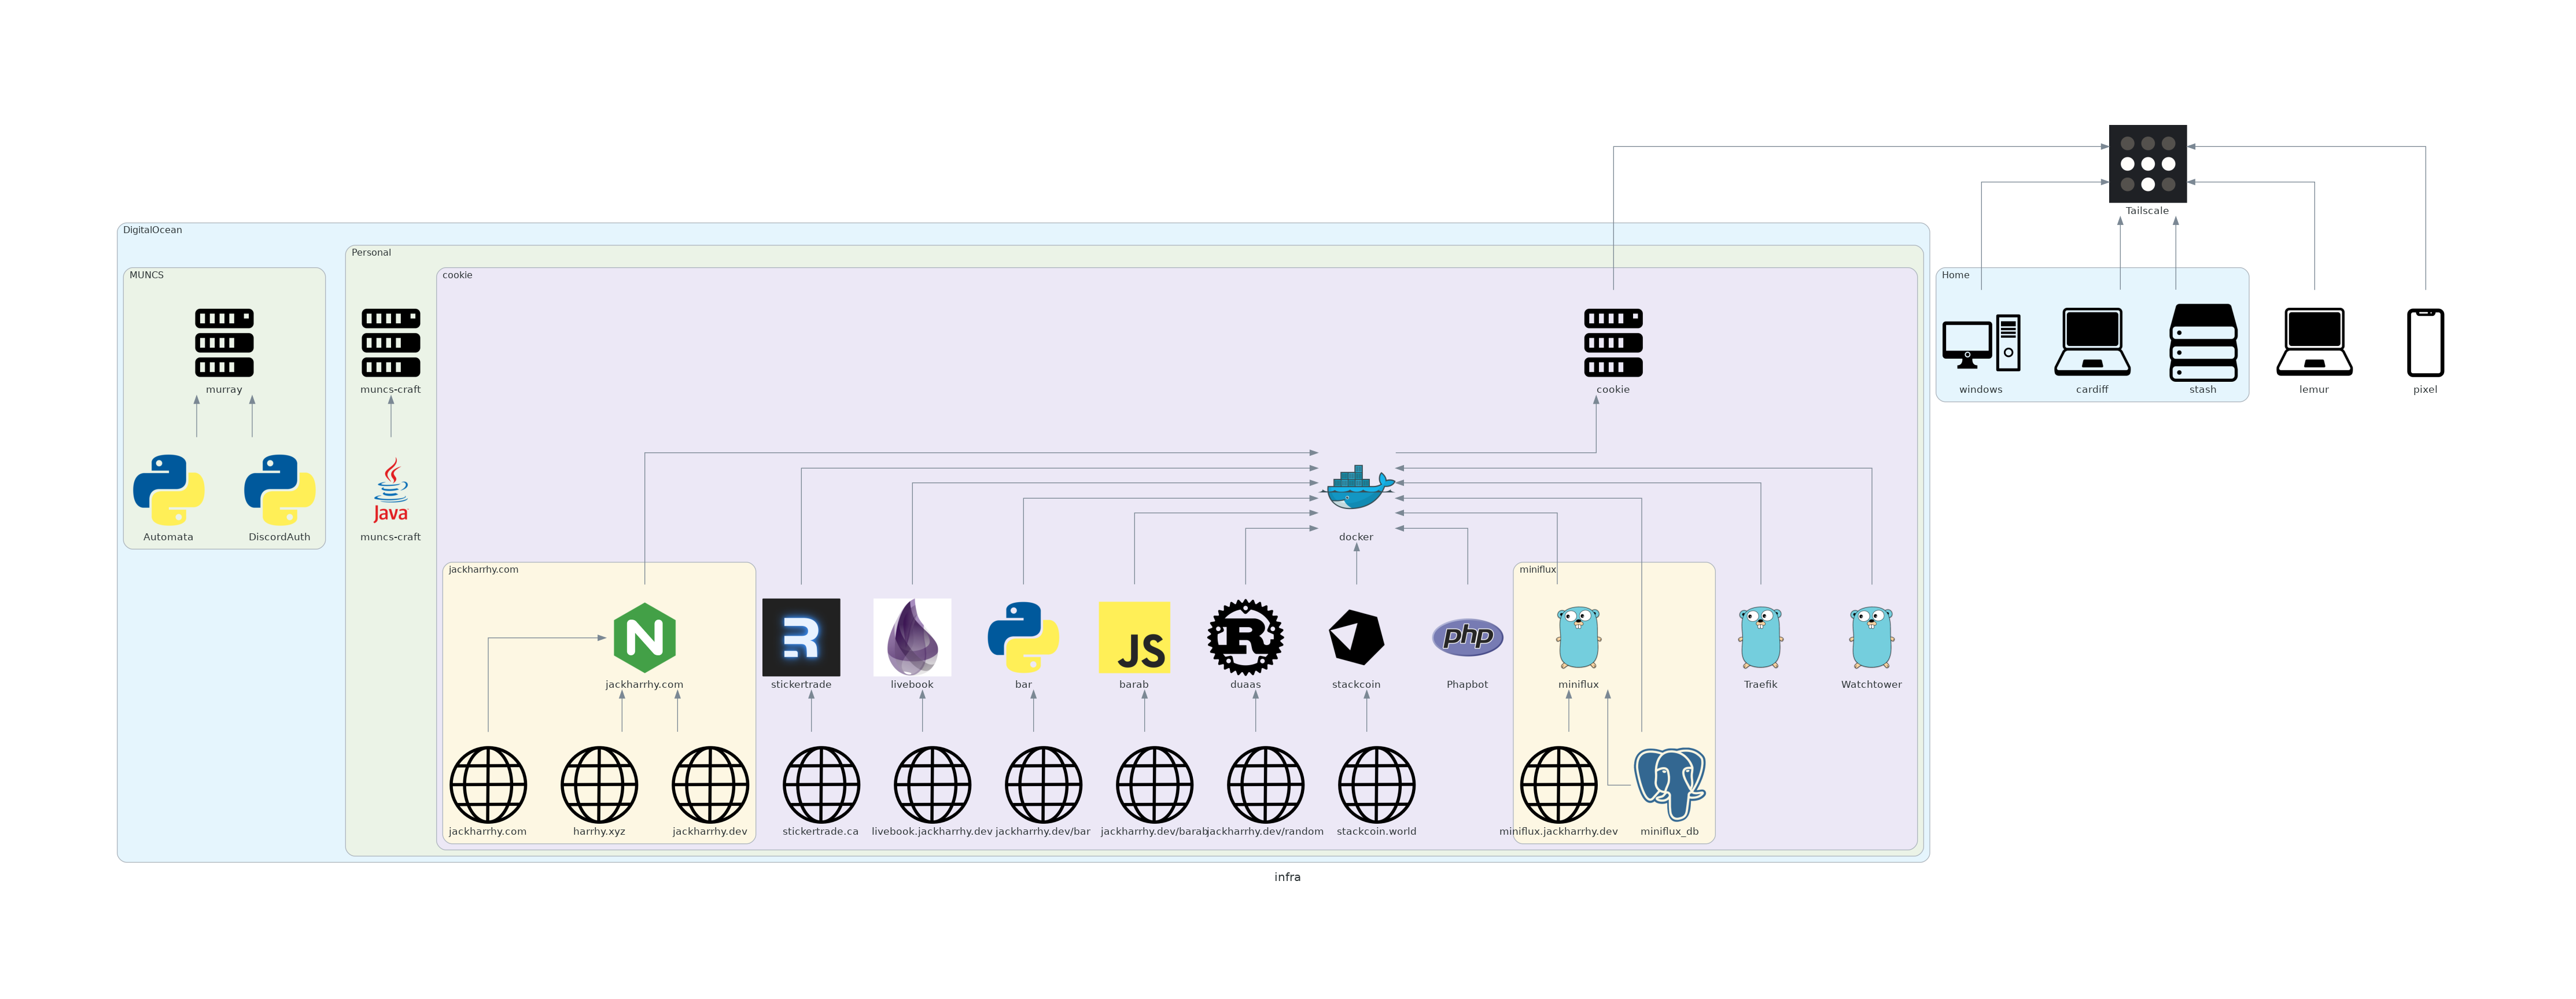 Tailscale
DigitalOcean
Personal
MUNCS
cookie
Home
murray
muncs-craft
cookie
windows
cardiff
stash
lemur
pixel
Java
Automata
DiscordAuth
muncs-craft
docker
jackharrhy.com
miniflux
N
R
JS
R
php
jackharrhy.com
stickertrade
livebook
bar
barab
duaas
stackcoin
Phapbot
miniflux
Traefik
Watchtower
jackharrhy.com
harrhy.xyz
jackharrhy.dev
stickertrade.ca
livebook.jackharrhy.dev
jackharrhy.dev/bar
jackharrhy.dev/barab
jackharrhy.dev/random
stackcoin.world
miniflux.jackharrhy.dev
miniflux_db
infra